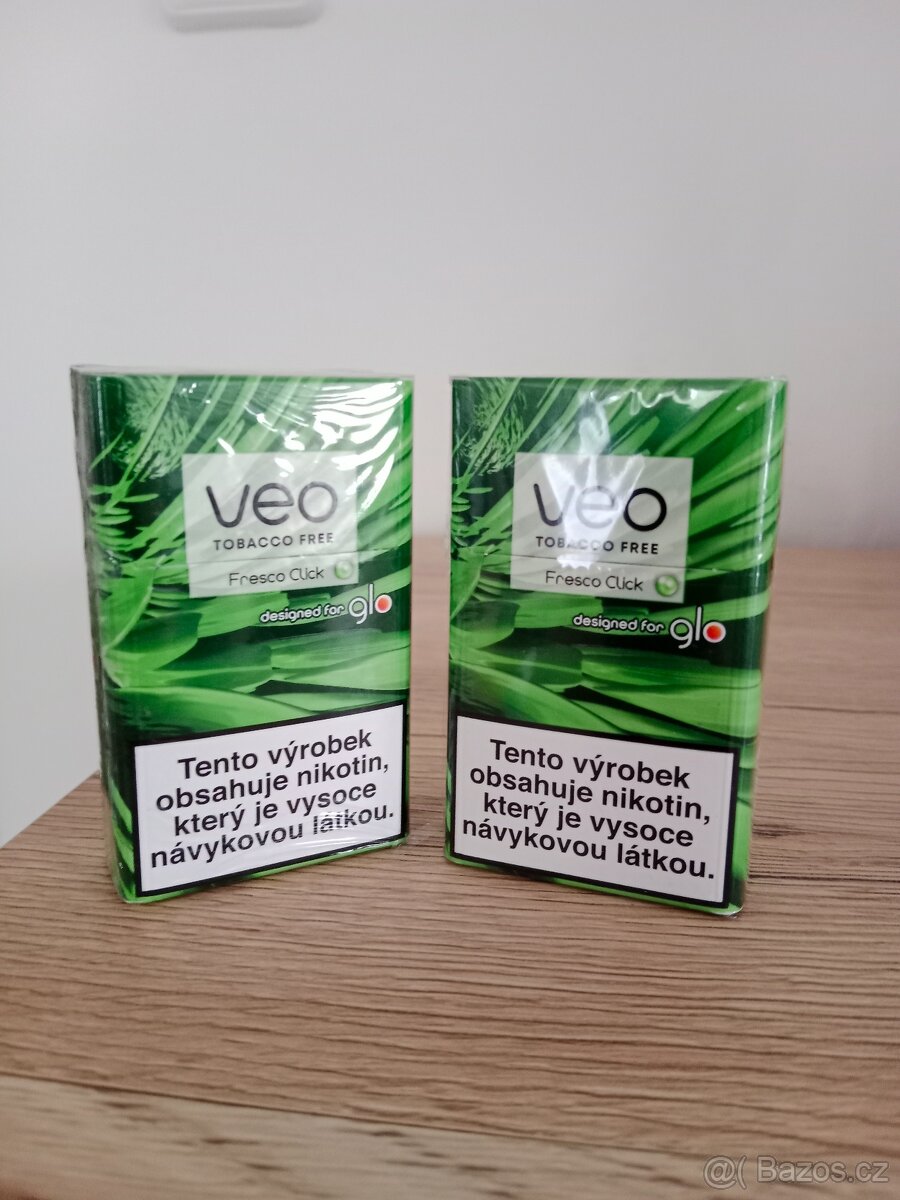 veo
TOBACCO FREE
Fresco Click
designed for glo
Tento výrobek
obsahuje nikotin,
který je vysoce
návykovou látkou.
veo
TOBACCO FREE
Fresco Click
designed for glo
Tento výrobek
obsahuje nikotin,
který je vysoce
návykovou látkou.
@( Bazos.cz